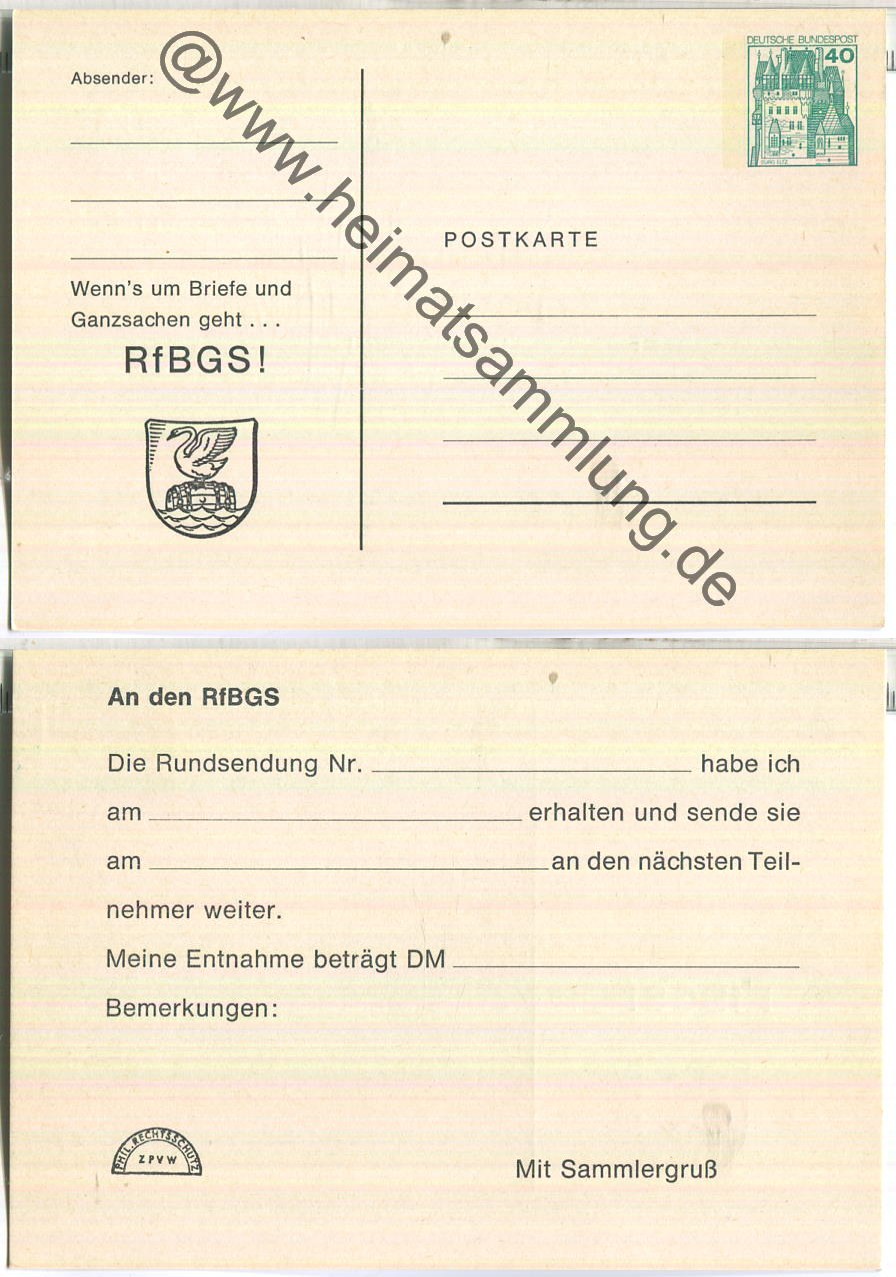 Absender:
DEUTSCHE BUNDESPOST
40
BURG ELTZ
POSTKARTE
Wenn's um Briefe und
Ganzsachen geht . . .
RfBGS!
@www.heimatsammlung.de
An den RfBGS
Die Rundsendung Nr. habe ich
am erhalten und sende sie
am an den nächsten Teil-
nehmer weiter.
Meine Entnahme beträgt DM
Bemerkungen:
PHIL. RECHTSSCHUTZ
ZPVW
Mit Sammlergruß